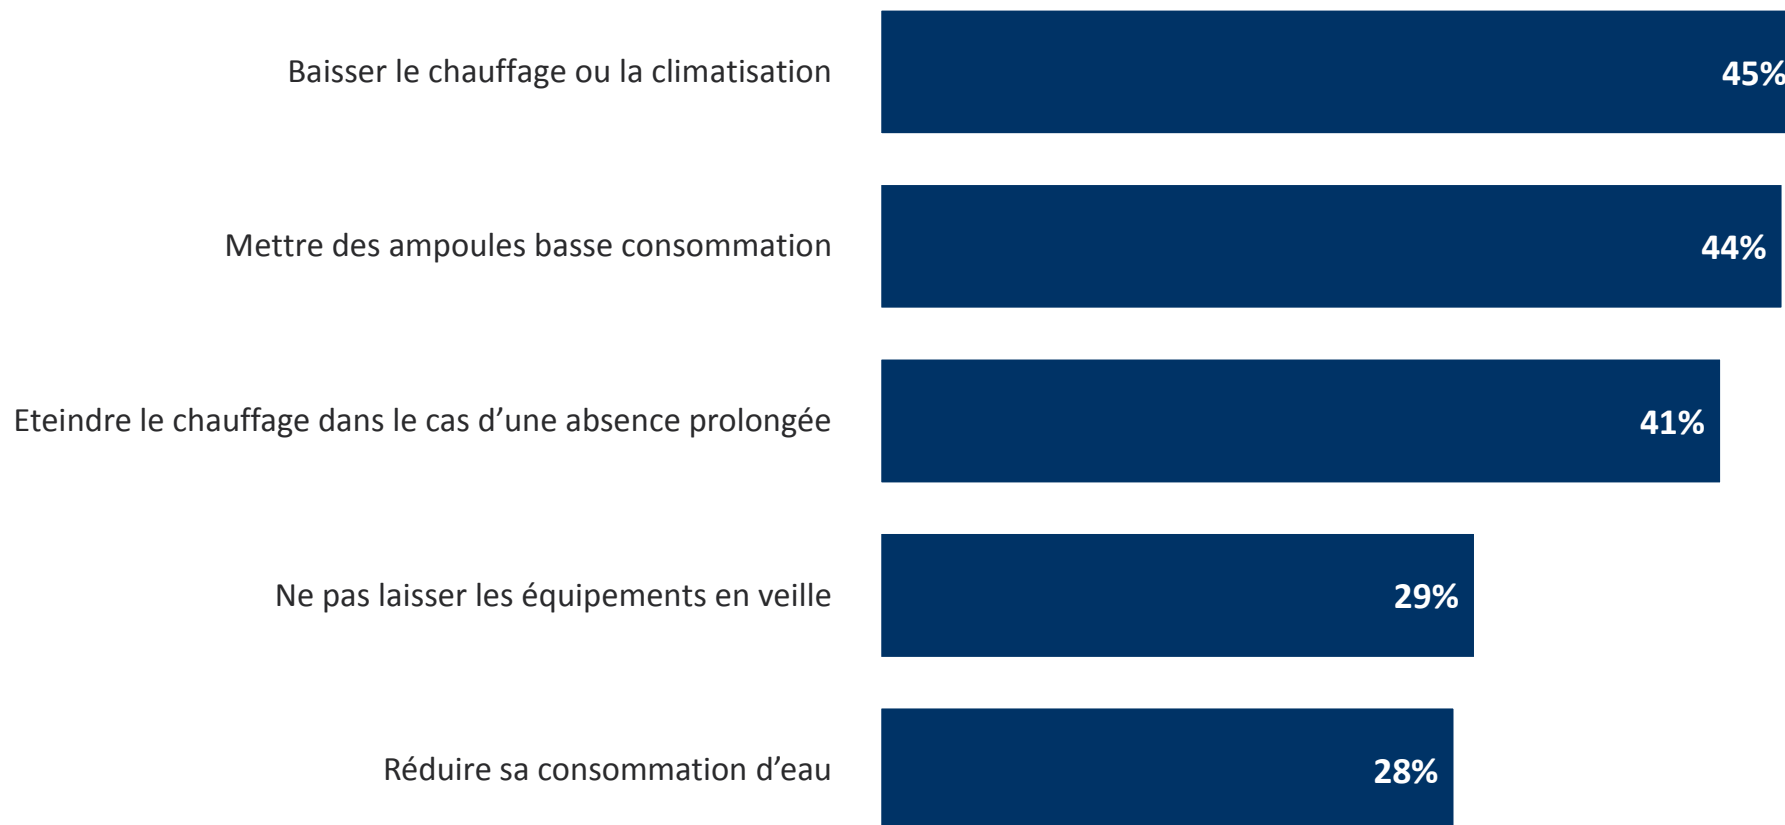 Baisser le chauffage ou la climatisation 45%
Mettre des ampoules basse consommation 44%
Eteindre le chauffage dans le cas d’une absence prolongée 41%
Ne pas laisser les équipements en veille 29%
Réduire sa consommation d’eau 28%